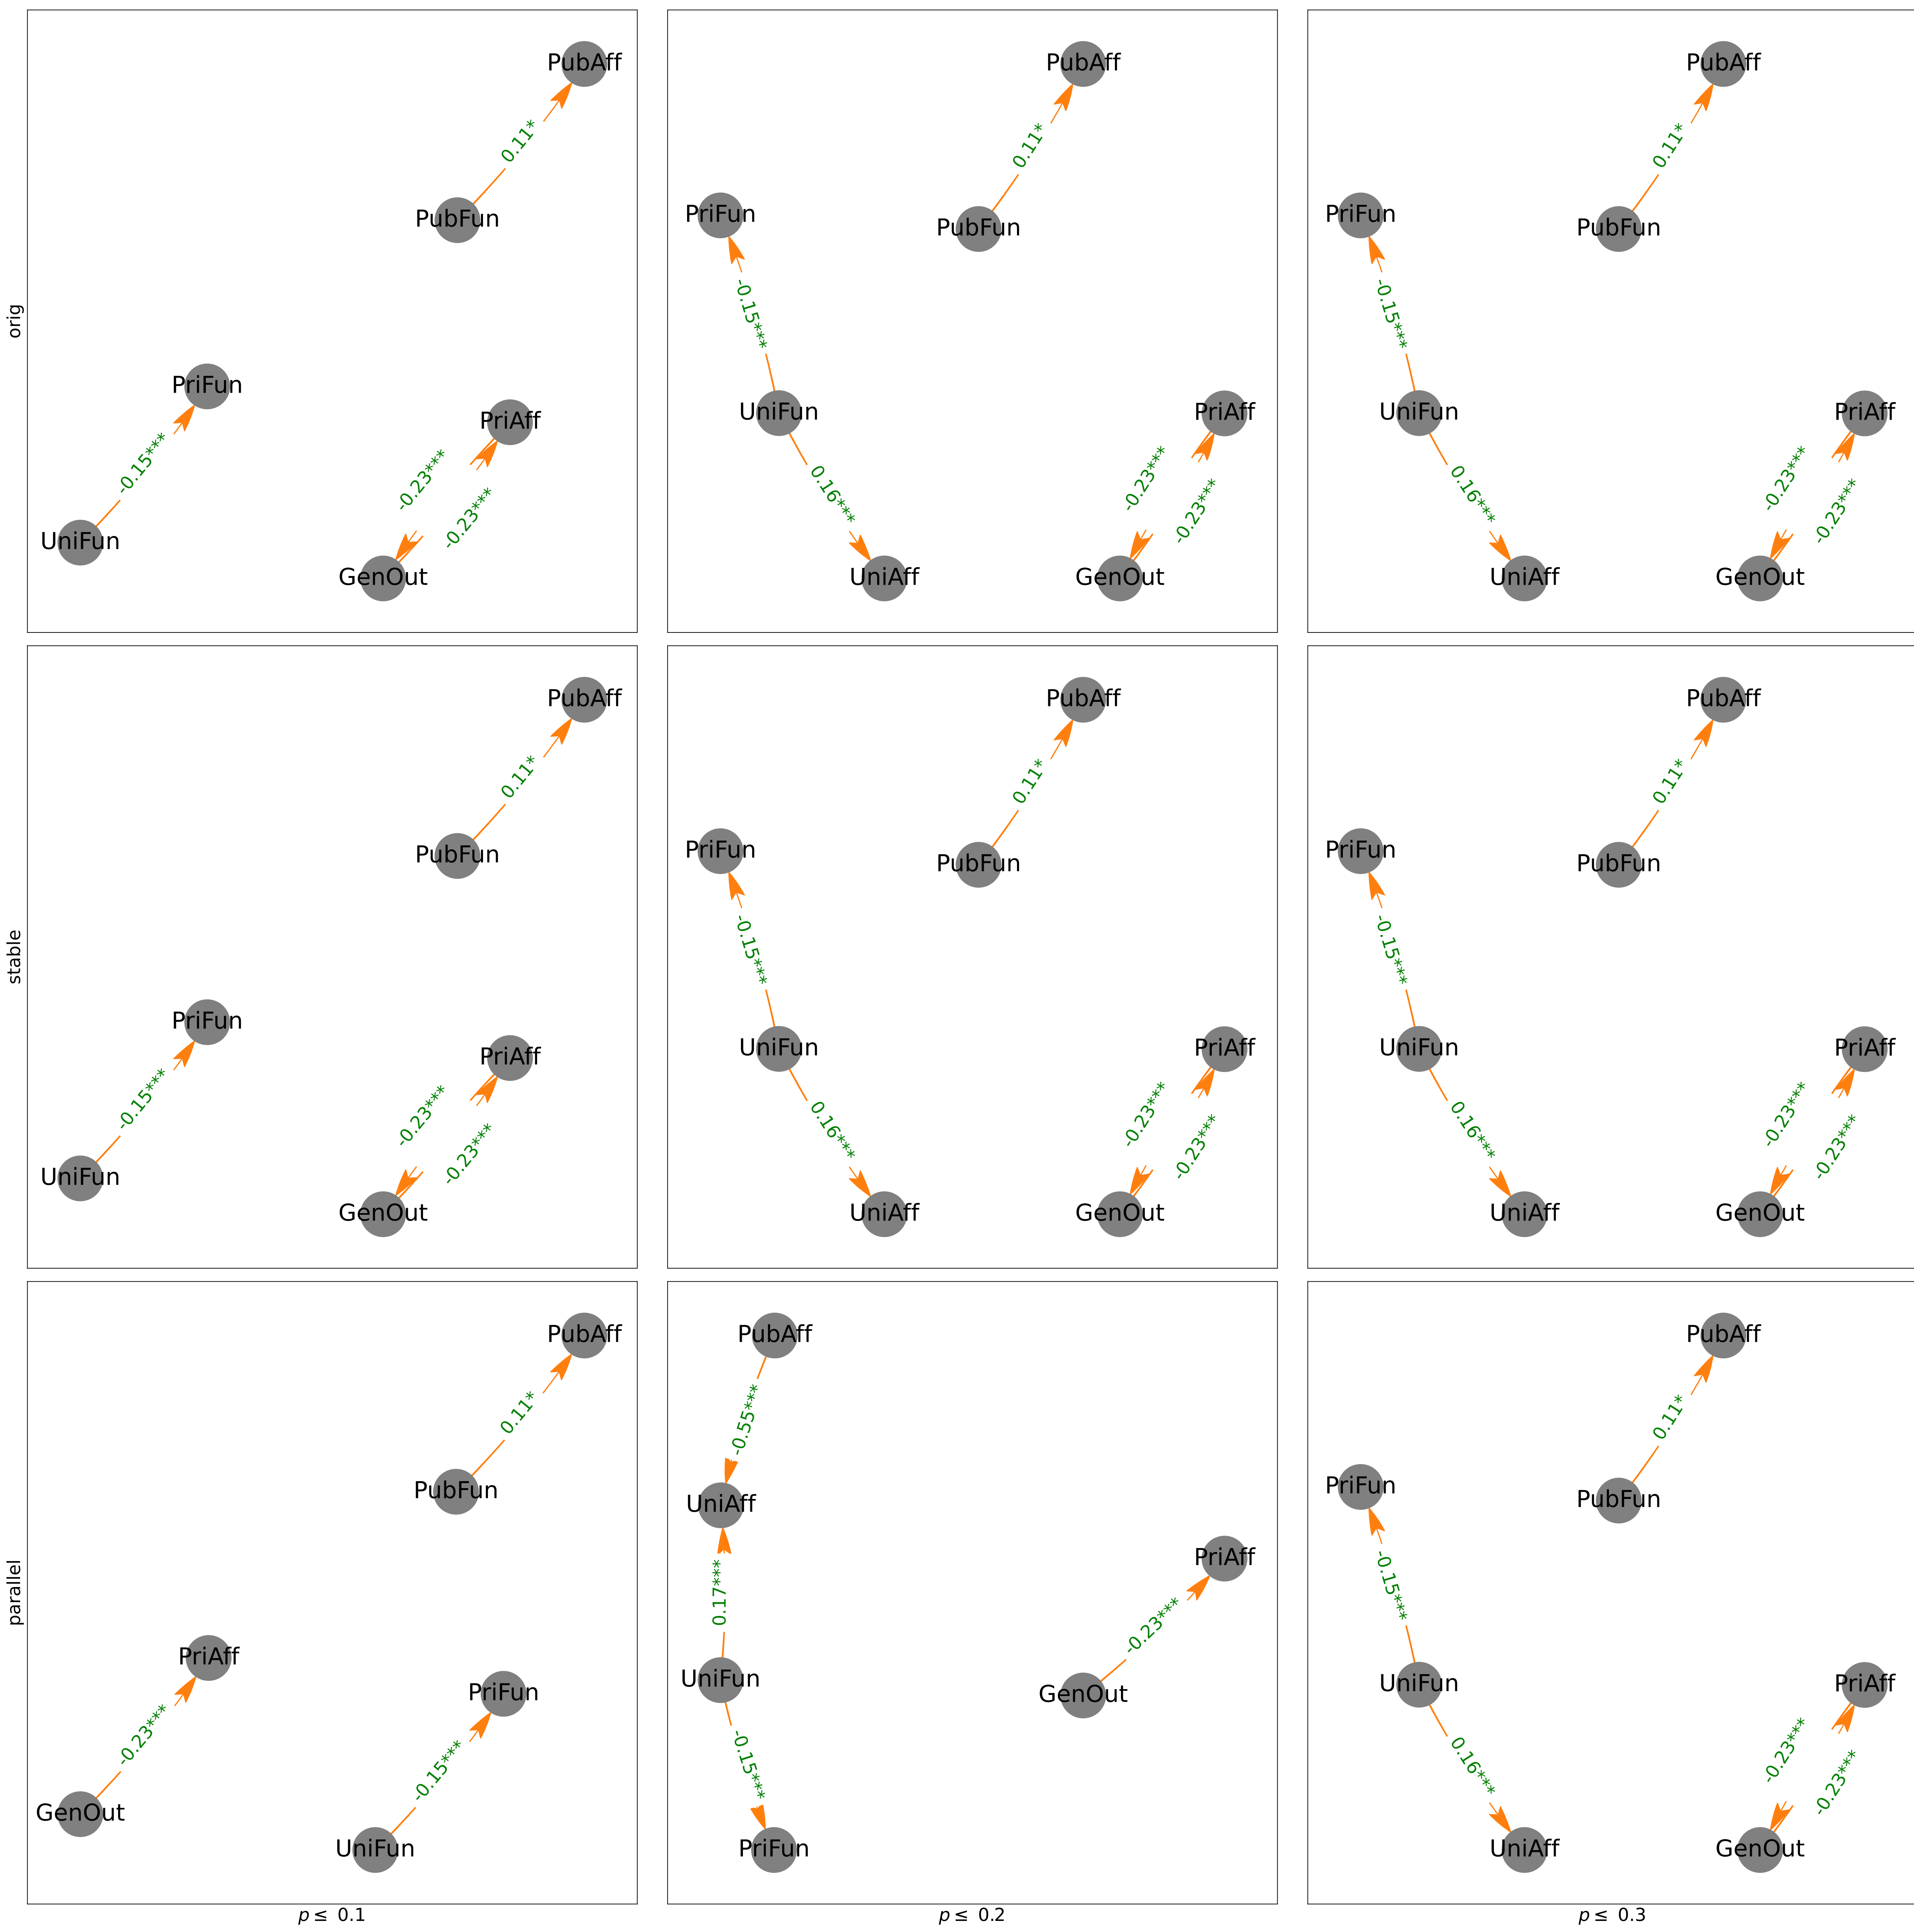 orig
PubAff
0.11*
PubFun
PriFun
-0.15***
UniFun
PriAff
-0.23***
-0.23***
GenOut
PubAff
0.11*
PubFun
PriFun
-0.15***
UniFun
0.16***
UniAff
PriAff
-0.23***
-0.23***
GenOut
PubAff
0.11*
PubFun
PriFun
-0.15***
UniFun
0.16***
UniAff
PriAff
-0.23***
-0.23***
GenOut
stable
PubAff
0.11*
PubFun
PriFun
-0.15***
UniFun
PriAff
-0.23***
-0.23***
GenOut
PubAff
0.11*
PubFun
PriFun
-0.15***
UniFun
0.16***
UniAff
PriAff
-0.23***
-0.23***
GenOut
PubAff
0.11*
PubFun
PriFun
-0.15***
UniFun
0.16***
UniAff
PriAff
-0.23***
-0.23***
GenOut
parallel
PubAff
0.11*
PubFun
PriAff
-0.23***
GenOut
PriFun
-0.15***
UniFun
PubAff
-0.55***
UniAff
0.17***
UniFun
-0.15***
PriFun
PriAff
-0.23***
GenOut
PubAff
0.11*
PubFun
PriFun
-0.15***
UniFun
0.16***
UniAff
PriAff
-0.23***
-0.23***
GenOut
p ≤ 0.1
p ≤ 0.2
p ≤ 0.3